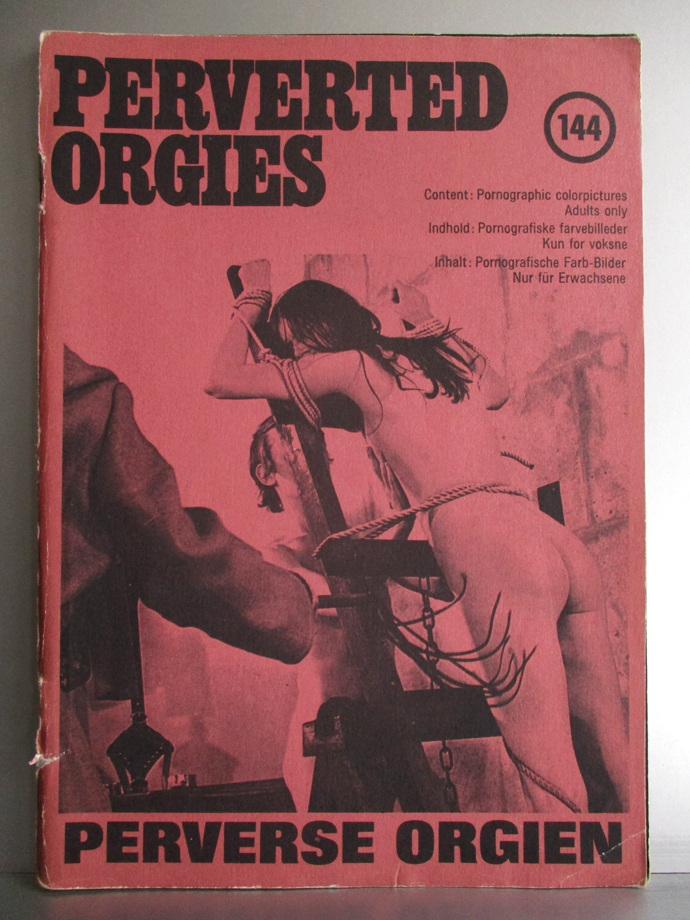 PERVERTED
ORGIES
144
Content: Pornographic colorpictures
Adults only
Indhold: Pornografiske farvebilleder
Kun for voksne
Inhalt: Pornografische Farb-Bilder
Nur für Erwachsene
PERVERSE ORGIEN